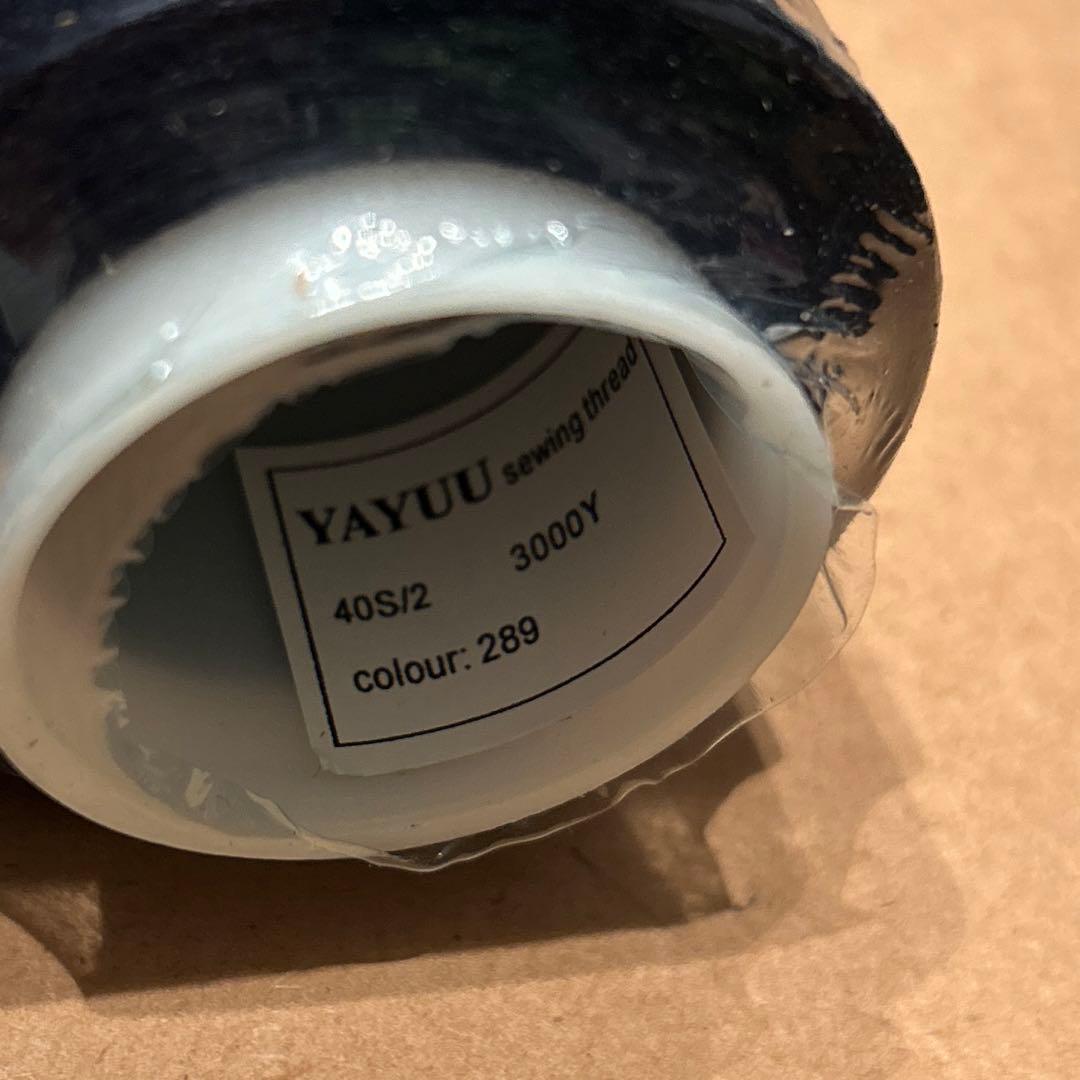 YAYUU sewing thread
40S/2 3000Y
colour: 289